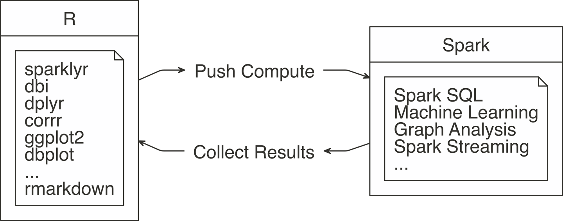 R
sparklyr
dbi
dplyr
corrr
ggplot2
dbplot
...
rmarkdown
Push Compute
Collect Results
Spark
Spark SQL
Machine Learning
Graph Analysis
Spark Streaming
...